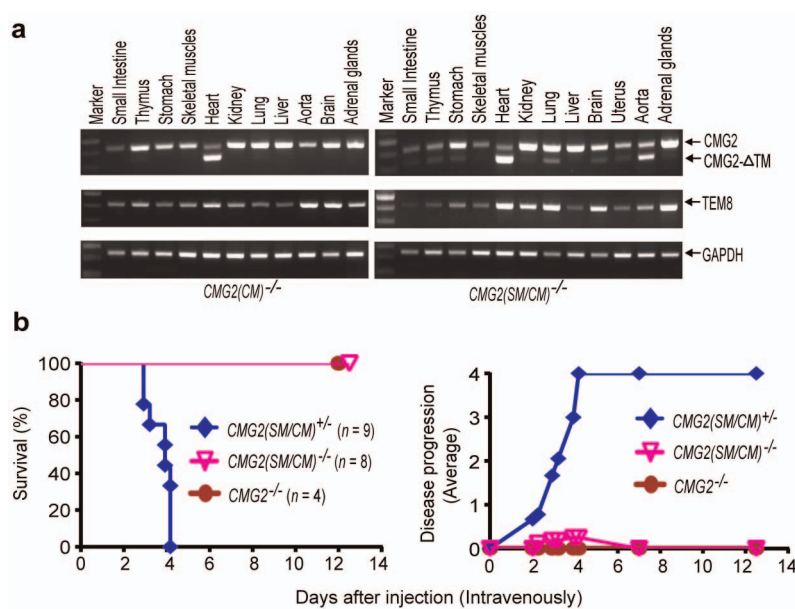 a
Marker
Small Intestine
Thymus
Stomach
Skeletal muscles
Heart
Kidney
Lung
Liver
Aorta
Brain
Adrenal glands
Marker
Small Intestine
Thymus
Stomach
Skeletal muscles
Heart
Kidney
Lung
Liver
Brain
Uterus
Aorta
Adrenal glands
CMG2
CMG2-ΔTM
TEM8
GAPDH
CMG2(CM)-/-
CMG2(SM/CM)-/-
b
Survival (%)
100
80
60
40
20
0
0 2 4 6 8 10 12 14
CMG2(SM/CM)+/- (n = 9)
CMG2(SM/CM)-/- (n = 8)
CMG2-/- (n = 4)
Disease progression
(Average)
4
3
2
1
0
0 2 4 6 8 10 12 14
CMG2(SM/CM)+/-
CMG2(SM/CM)-/-
CMG2-/-
Days after injection (Intravenously)